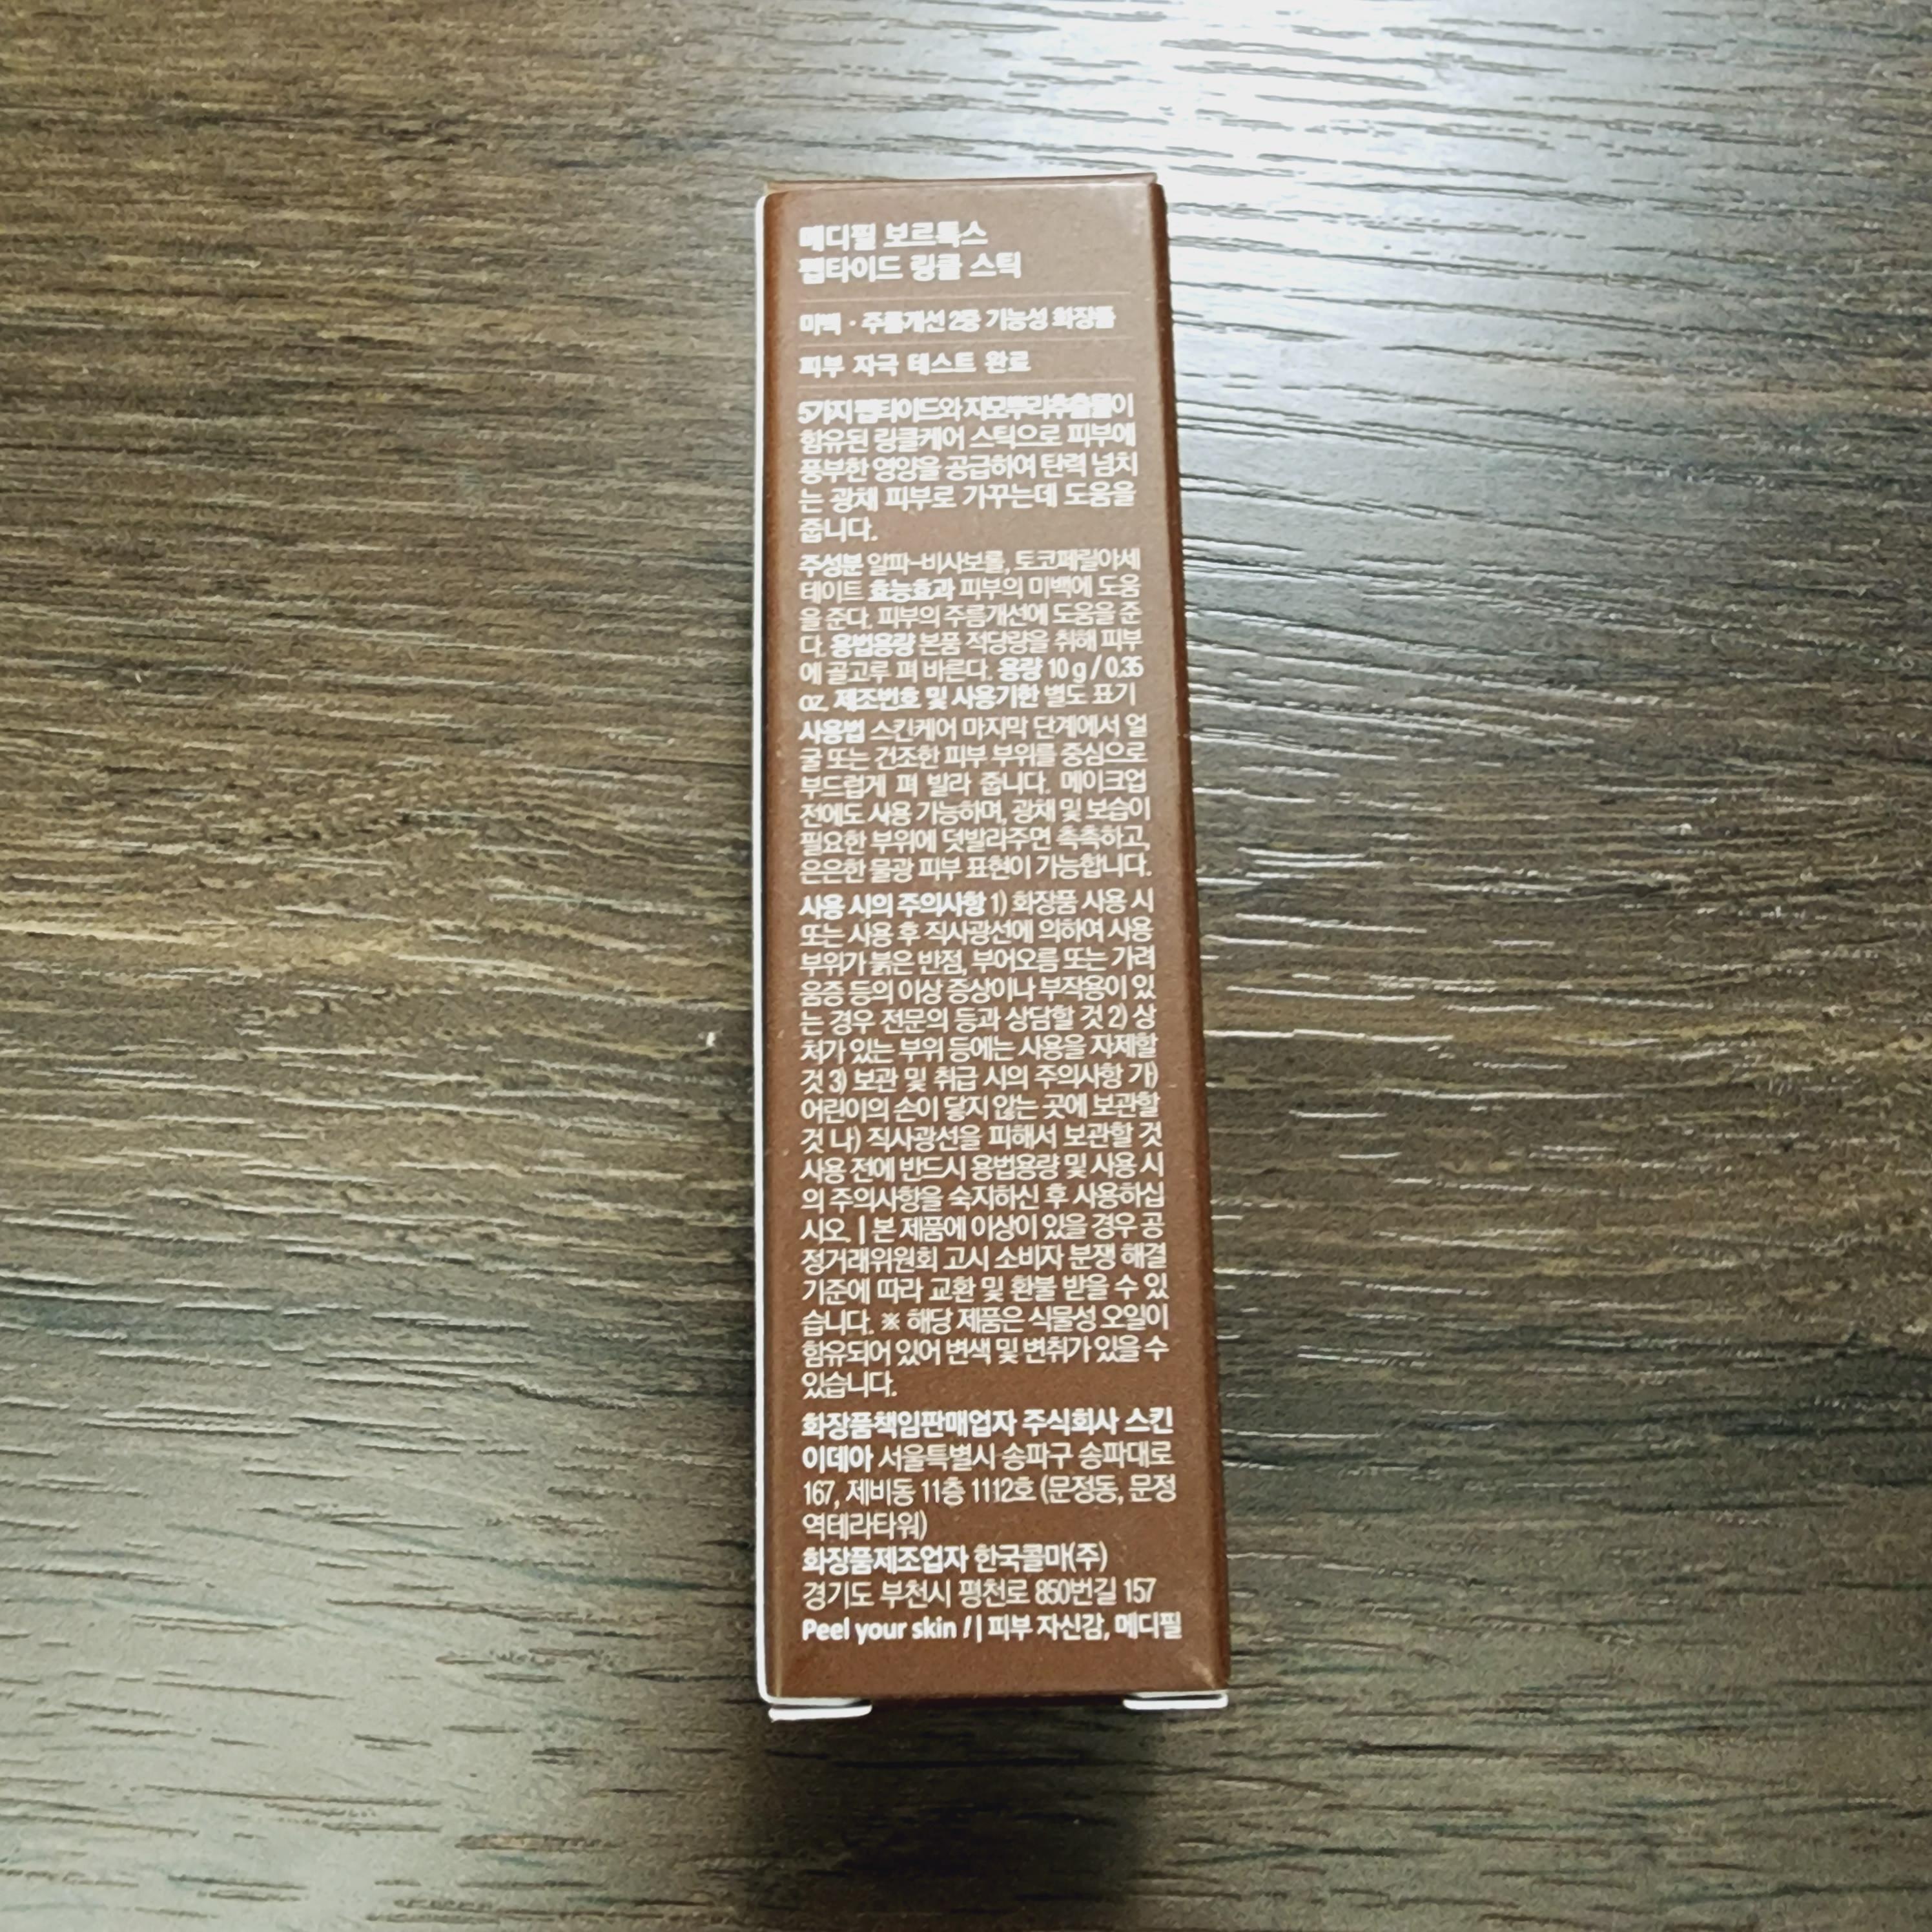 메디필 보르툭스
펩타이드 링클 스틱
미백 · 주름개선 2중 기능성 화장품
피부 자극 테스트 완료
5가지 펩타이드와 지모뿌리추출물이
함유된 링클케어 스틱으로 피부에
풍부한 영양을 공급하여 탄력 넘치
는 광채 피부로 가꾸는데 도움을
줍니다.
주성분 알파-비사보롤, 토코페릴아세
테이트 효능효과 피부의 미백에 도움
을 준다. 피부의 주름개선에 도움을 준
다. 용법용량 본품 적당량을 취해 피부
에 골고루 펴 바른다. 용량 10 g / 0.35
oz. 제조번호 및 사용기한 별도 표기
사용법 스킨케어 마지막 단계에서 얼
굴 또는 건조한 피부 부위를 중심으로
부드럽게 펴 발라 줍니다. 메이크업
전에도 사용 가능하며, 광채 및 보습이
필요한 부위에 덧발라주면 촉촉하고,
은은한 물광 피부 표현이 가능합니다.
사용 시의 주의사항 1) 화장품 사용 시
또는 사용 후 직사광선에 의하여 사용
부위가 붉은 반점, 부어오름 또는 가려
움증 등의 이상 증상이나 부작용이 있
는 경우 전문의 등과 상담할 것 2) 상
처가 있는 부위 등에는 사용을 자제할
것 3) 보관 및 취급 시의 주의사항 가)
어린이의 손이 닿지 않는 곳에 보관할
것 나) 직사광선을 피해서 보관할 것
사용 전에 반드시 용법용량 및 사용 시
의 주의사항을 숙지하신 후 사용하십
시오. | 본 제품에 이상이 있을 경우 공
정거래위원회 고시 소비자 분쟁 해결
기준에 따라 교환 및 환불 받을 수 있
습니다. ※ 해당 제품은 식물성 오일이
함유되어 있어 변색 및 변취가 있을 수
있습니다.
화장품책임판매업자 주식회사 스킨
이데아 서울특별시 송파구 송파대로
167, 제비동 11층 1112호 (문정동, 문정
역테라타워)
화장품제조업자 한국콜마(주)
경기도 부천시 평천로 850번길 157
Peel your skin ! | 피부 자신감, 메디필